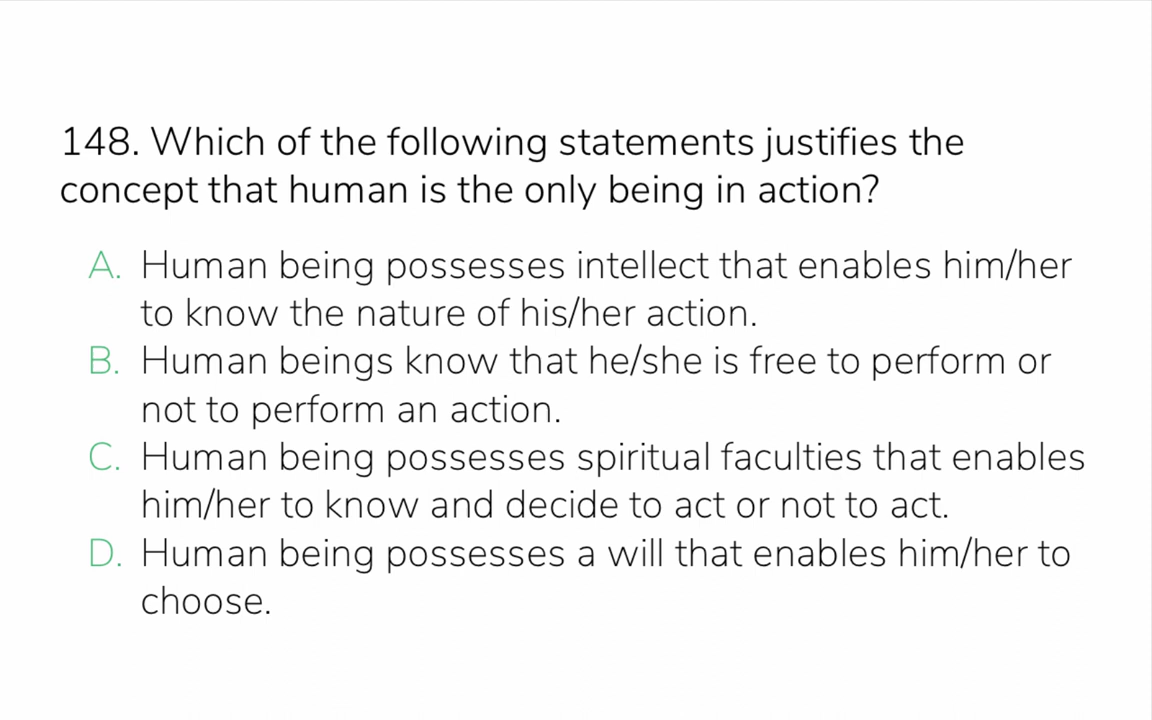 148. Which of the following statements justifies the
concept that human is the only being in action?
A. Human being possesses intellect that enables him/her
to know the nature of his/her action.
B. Human beings know that he/she is free to perform or
not to perform an action.
C. Human being possesses spiritual faculties that enables
him/her to know and decide to act or not to act.
D. Human being possesses a will that enables him/her to
choose.